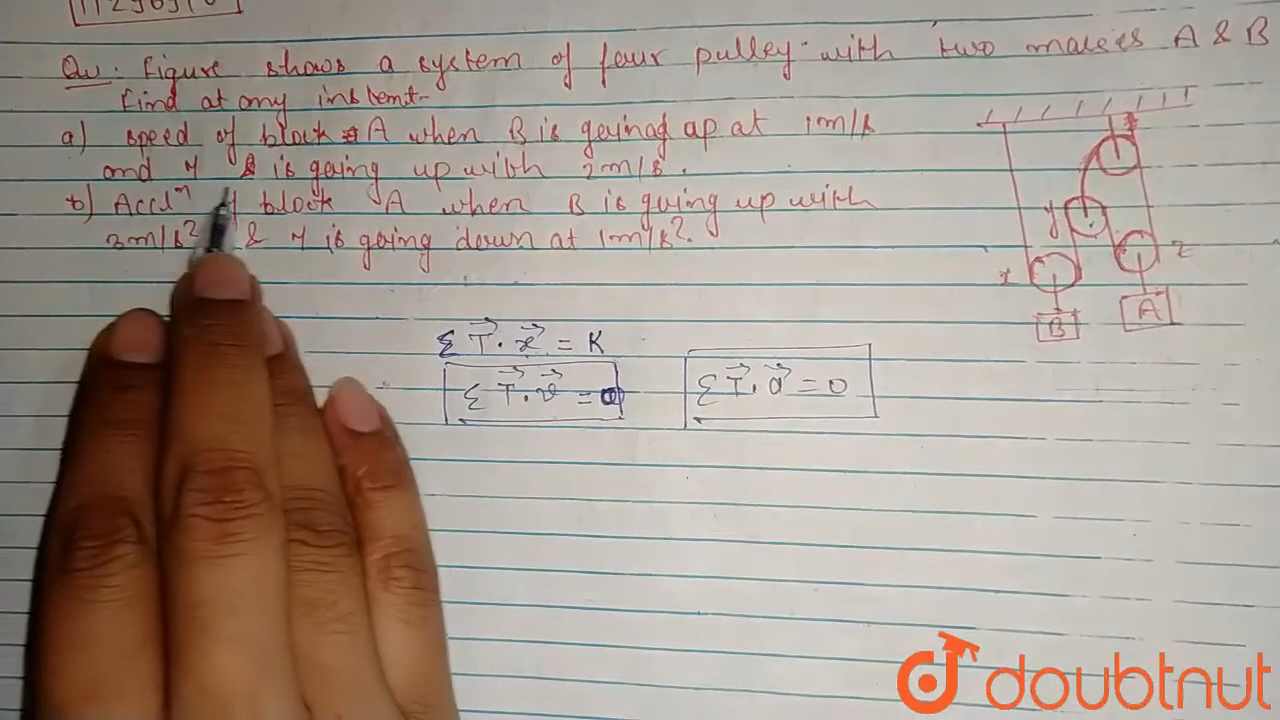 Qu. Figure shows a system of four pulley with two masses A & B
find at any instent-
a) speed of block A when B is going up at 1m/s
and Y is going up with 2m/s.
b) Accl^n of block A when B is going up with
3m/s² & Y is going down at 1m/s².
y
x
z
B
A
Σ T⃗ · x⃗ = K
Σ T⃗ · v⃗ = 0
Σ T⃗ · a⃗ = 0
doubtnut